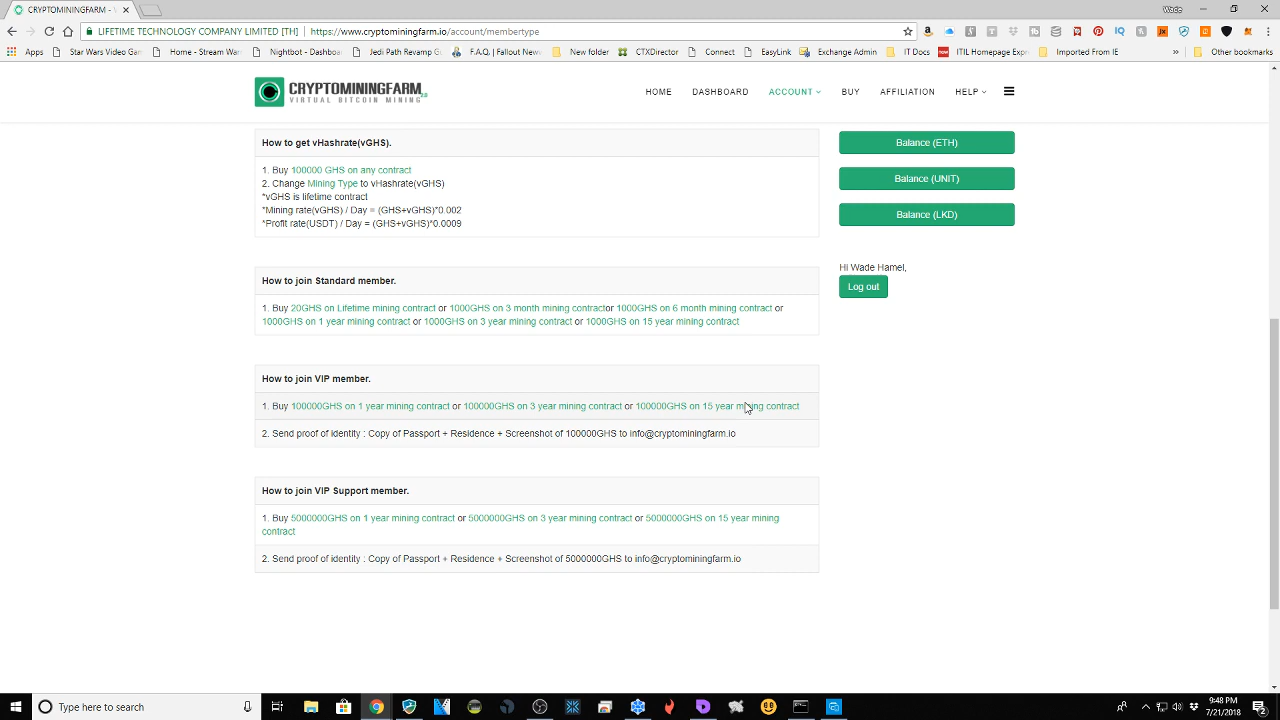 CRYPTOMININGFARM - V
Wade
LIFETIME TECHNOLOGY COMPANY LIMITED [TH] https://www.cryptominingfarm.io/account/membertype
Apps Star Wars Video Gam Home - Stream War Nightbot - Dashboard Jedi Path Revamp C F.A.Q. | Fallout New New folder CTXDirector Connect EasyLink Exchange Admin IT Docs ITIL Homepage Exp Imported From IE » Other bookmarks
CRYPTOMININGFARM
VIRTUAL BITCOIN MINING
HOME DASHBOARD ACCOUNT BUY AFFILIATION HELP
How to get vHashrate(vGHS).
1. Buy 100000 GHS on any contract
2. Change Mining Type to vHashrate(vGHS)
*vGHS is lifetime contract
*Mining rate(vGHS) / Day = (GHS+vGHS)*0.002
*Profit rate(USDT) / Day = (GHS+vGHS)*0.0009
Balance (ETH)
Balance (UNIT)
Balance (LKD)
Hi Wade Hamel,
Log out
How to join Standard member.
1. Buy 20GHS on Lifetime mining contract or 1000GHS on 3 month mining contractor 1000GHS on 6 month mining contract or
1000GHS on 1 year mining contract or 1000GHS on 3 year mining contract or 1000GHS on 15 year mining contract
How to join VIP member.
1. Buy 100000GHS on 1 year mining contract or 100000GHS on 3 year mining contract or 100000GHS on 15 year mining contract
2. Send proof of identity : Copy of Passport + Residence + Screenshot of 100000GHS to info@cryptominingfarm.io
How to join VIP Support member.
1. Buy 5000000GHS on 1 year mining contract or 5000000GHS on 3 year mining contract or 5000000GHS on 15 year mining
contract
2. Send proof of identity : Copy of Passport + Residence + Screenshot of 5000000GHS to info@cryptominingfarm.io
Type here to search
9:48 PM
7/21/2018